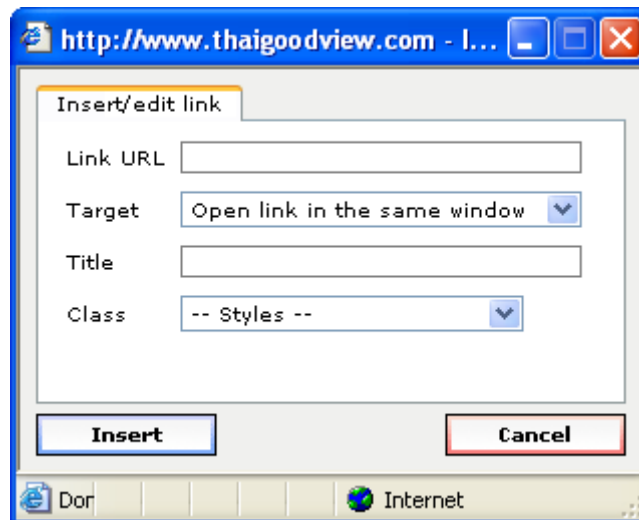 http://www.thaigoodview.com - I...
Insert/edit link
Link URL
Target Open link in the same window
Title
Class -- Styles --
Insert Cancel
Dor Internet